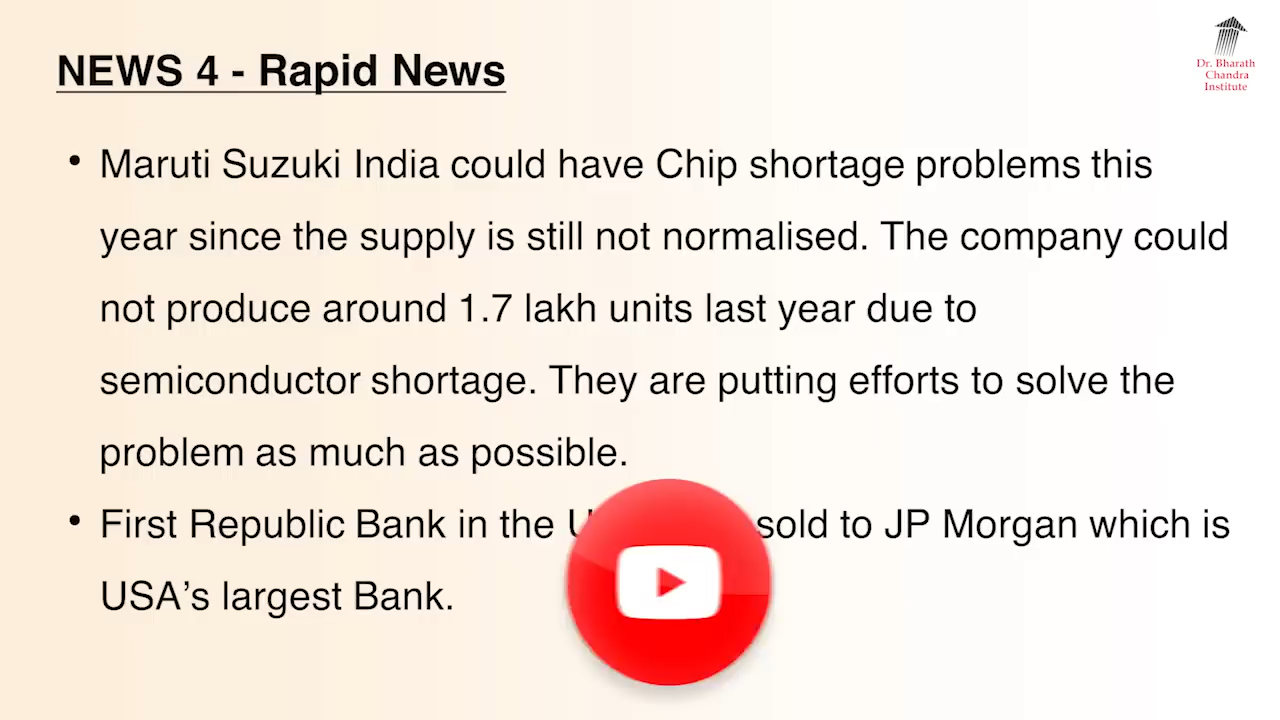 NEWS 4 - Rapid News
Dr. Bharath
Chandra
Institute
• Maruti Suzuki India could have Chip shortage problems this
year since the supply is still not normalised. The company could
not produce around 1.7 lakh units last year due to
semiconductor shortage. They are putting efforts to solve the
problem as much as possible.
• First Republic Bank in the sold to JP Morgan which is
USA’s largest Bank.